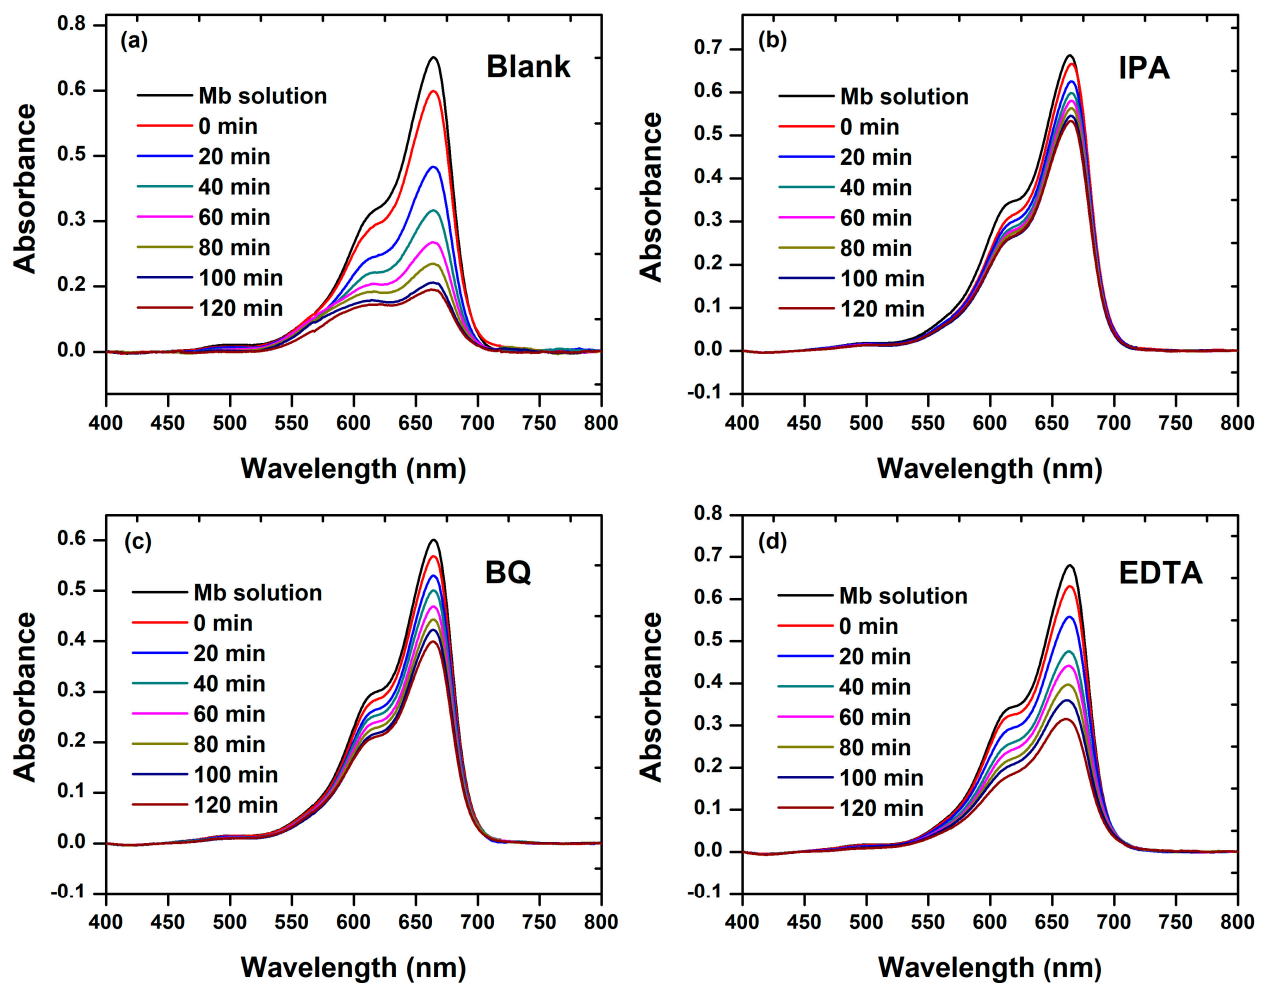 (a)
Blank
Absorbance
0.8
0.6
0.5
0.3
0.2
0.0
Mb solution
0 min
20 min
40 min
60 min
80 min
100 min
120 min
400 450 500 550 600 650 700 750 800
Wavelength (nm)
(b)
IPA
Absorbance
0.7
0.6
0.5
0.4
0.3
0.2
0.1
0.0
-0.1
Mb solution
0 min
20 min
40 min
60 min
80 min
100 min
120 min
400 450 500 550 600 650 700 750 800
Wavelength (nm)
(c)
BQ
Absorbance
0.6
0.5
0.4
0.3
0.2
0.1
0.0
-0.1
Mb solution
0 min
20 min
40 min
60 min
80 min
100 min
120 min
400 450 500 550 600 650 700 750 800
Wavelength (nm)
(d)
EDTA
Absorbance
0.8
0.7
0.6
0.5
0.4
0.3
0.2
0.1
0.0
-0.1
Mb solution
0 min
20 min
40 min
60 min
80 min
100 min
120 min
400 450 500 550 600 650 700 750 800
Wavelength (nm)